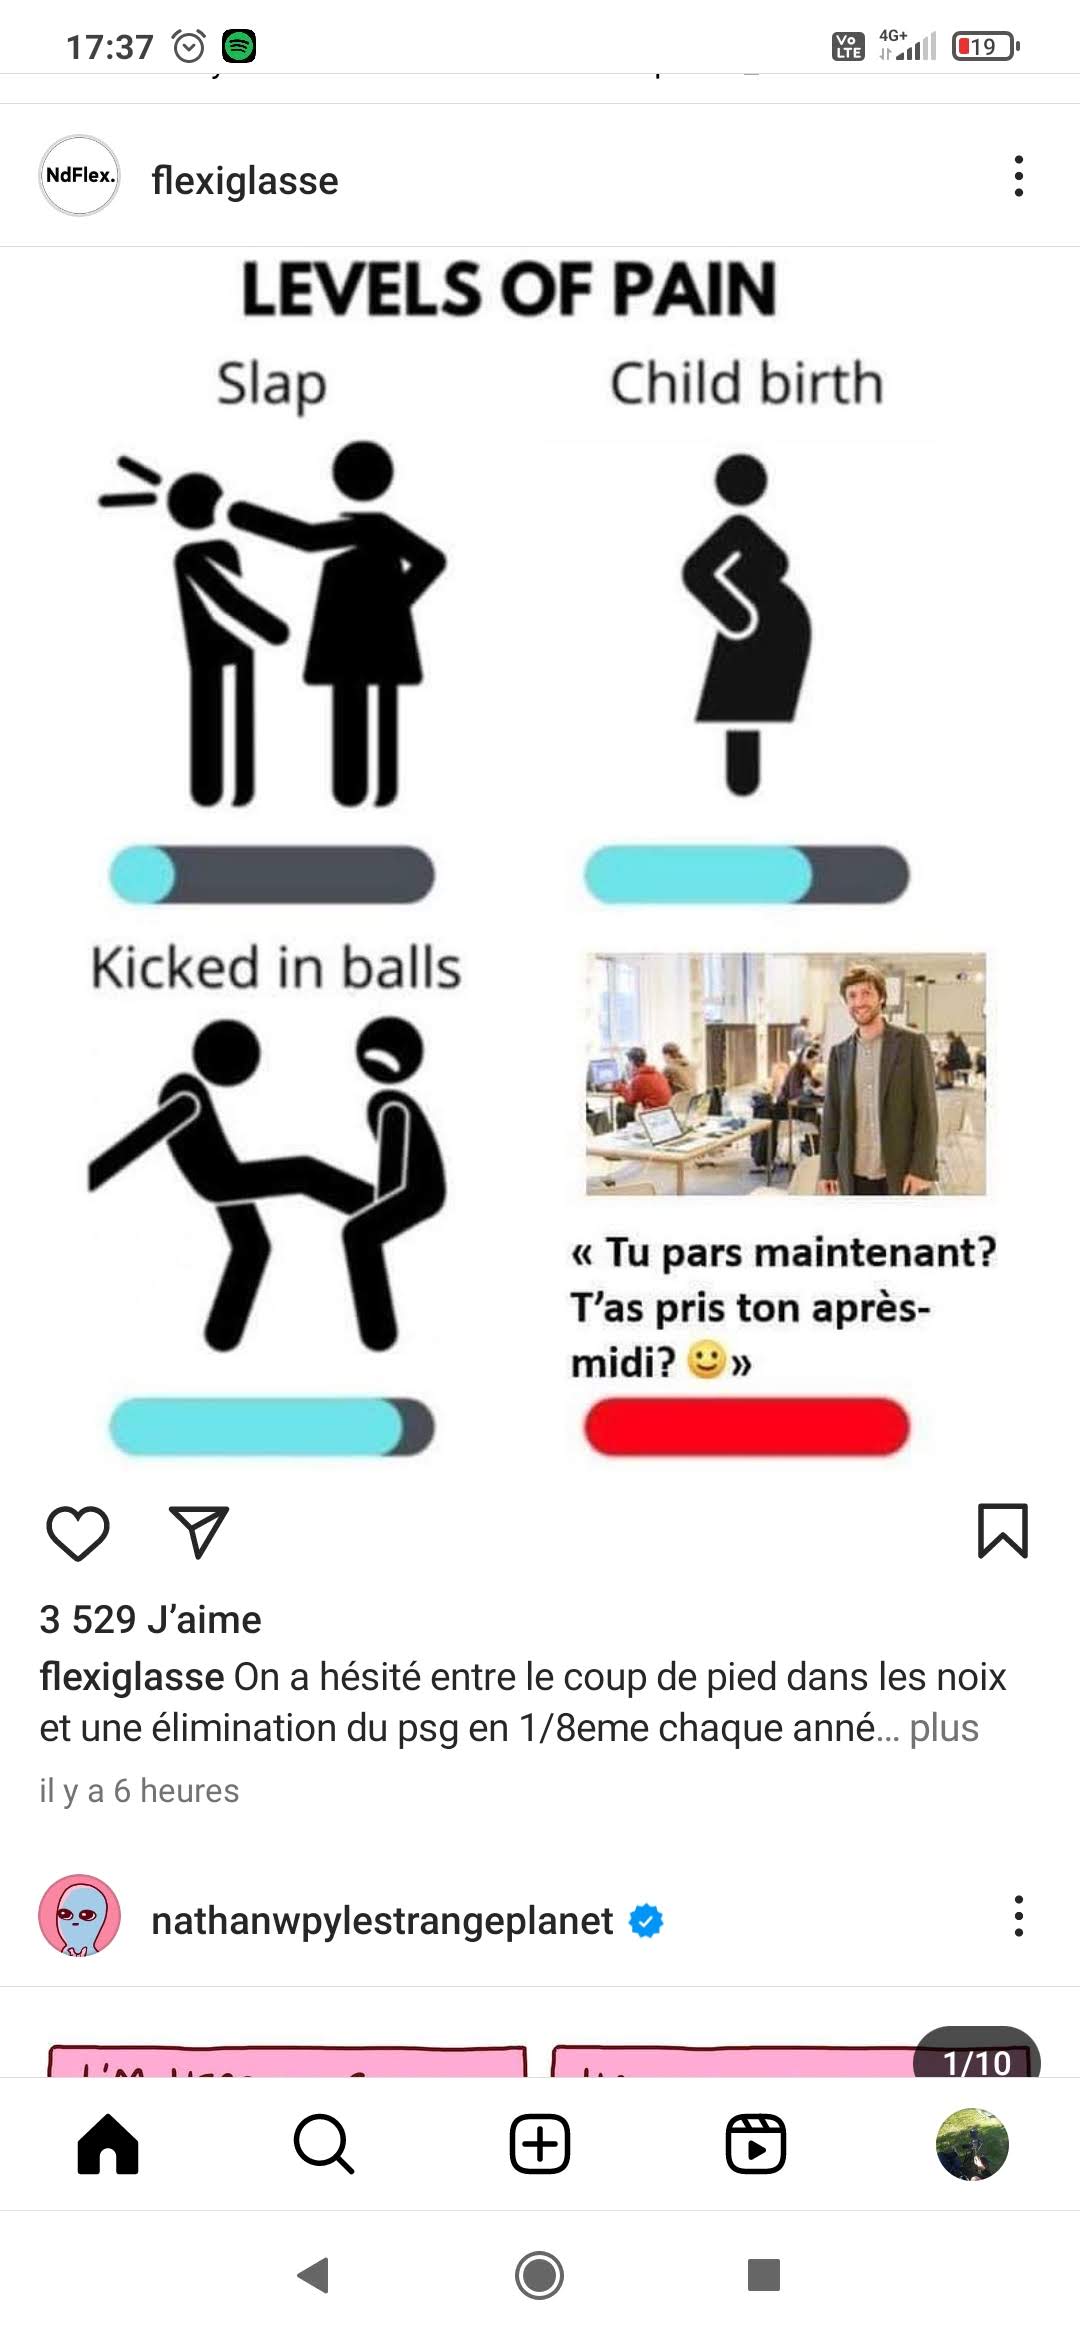 17:37
Vo LTE 4G+ 19
NdFlex.
flexiglasse
LEVELS OF PAIN
Slap
Child birth
Kicked in balls
« Tu pars maintenant?
T'as pris ton après-
midi? 🙂»
3 529 J’aime
flexiglasse On a hésité entre le coup de pied dans les noix
et une élimination du psg en 1/8eme chaque anné... plus
il y a 6 heures
nathanwpylestrangeplanet
1/10
I'M